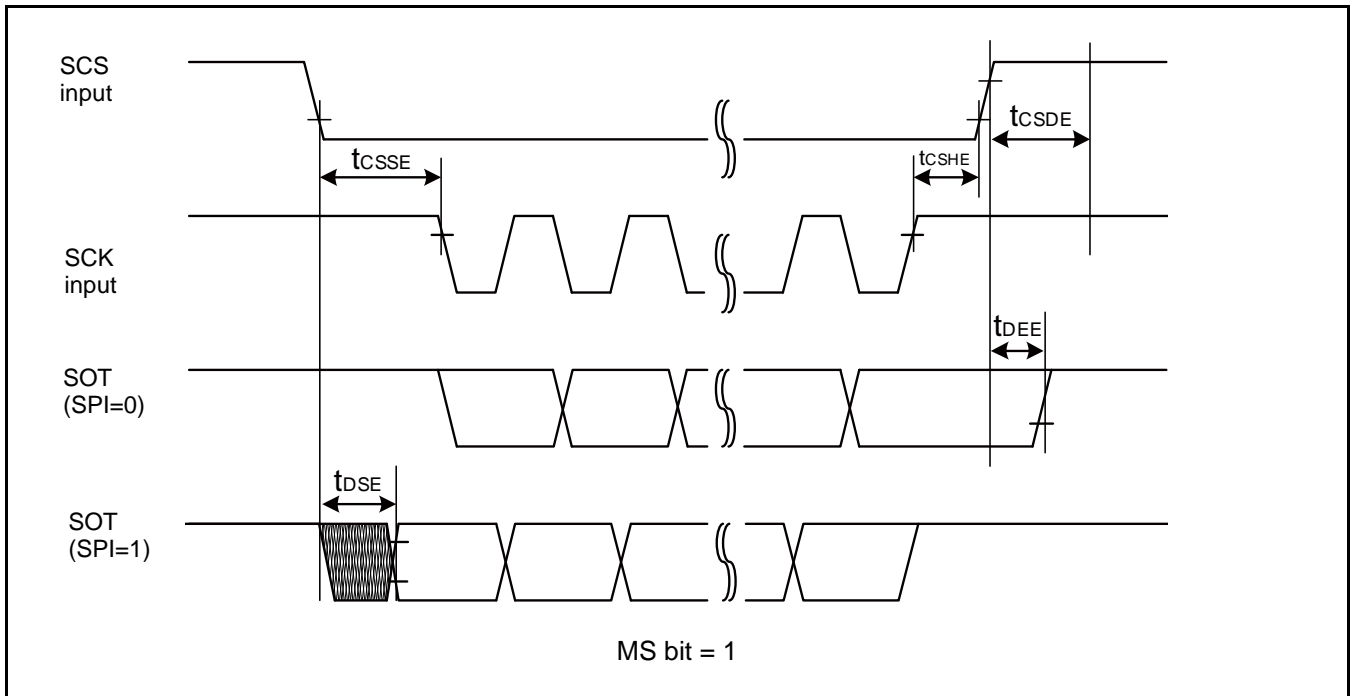 SCS
input
tCSDE
tCSSE
tCSHE
SCK
input
tDEE
SOT
(SPI=0)
tDSE
SOT
(SPI=1)
MS bit = 1